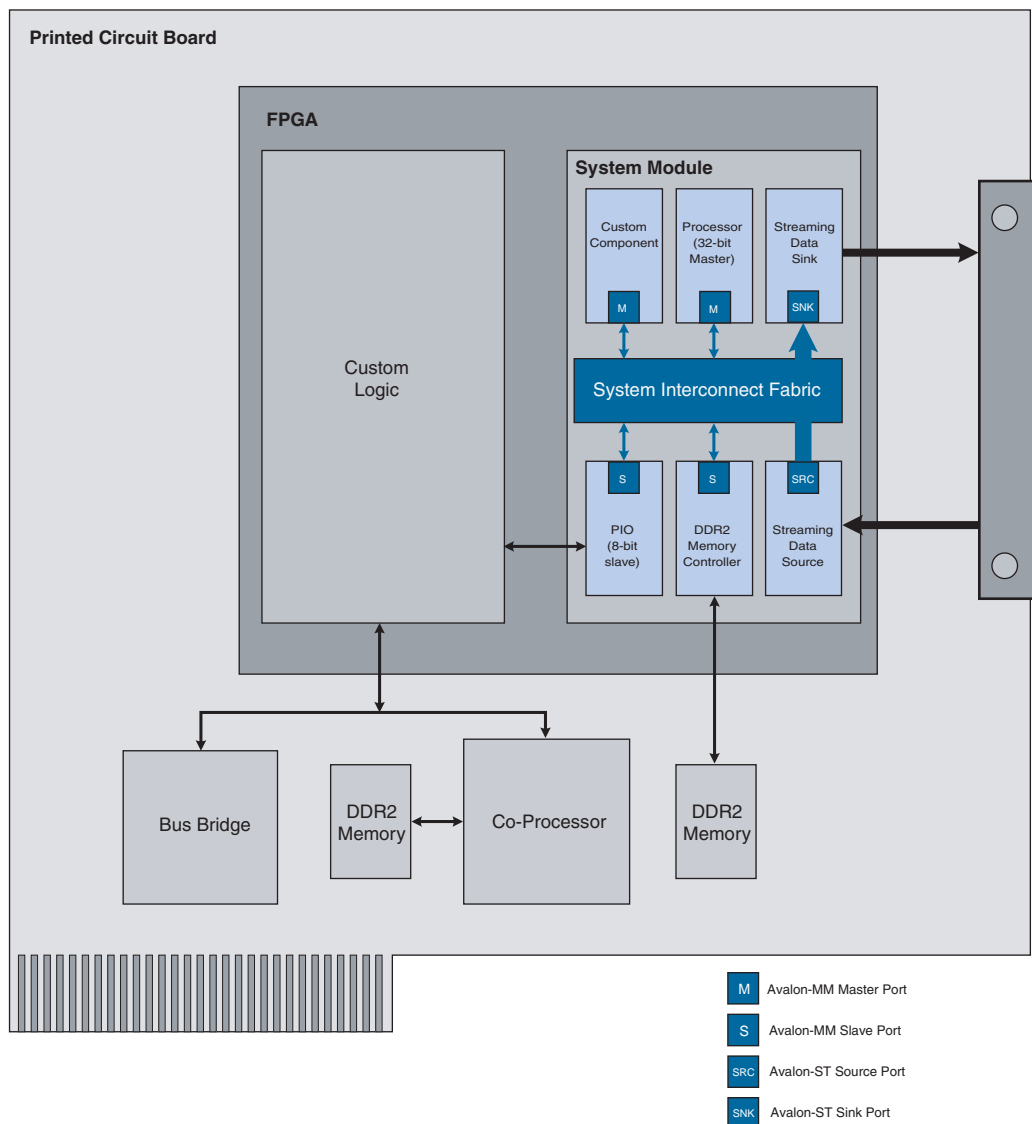 Printed Circuit Board
FPGA
System Module
Custom
Component
M
Processor
(32-bit
Master)
M
Streaming
Data
Sink
SNK
Custom
Logic
System Interconnect Fabric
S
PIO
(8-bit
slave)
S
DDR2
Memory
Controller
SRC
Streaming
Data
Source
Bus Bridge
DDR2
Memory
Co-Processor
DDR2
Memory
M Avalon-MM Master Port
S Avalon-MM Slave Port
SRC Avalon-ST Source Port
SNK Avalon-ST Sink Port